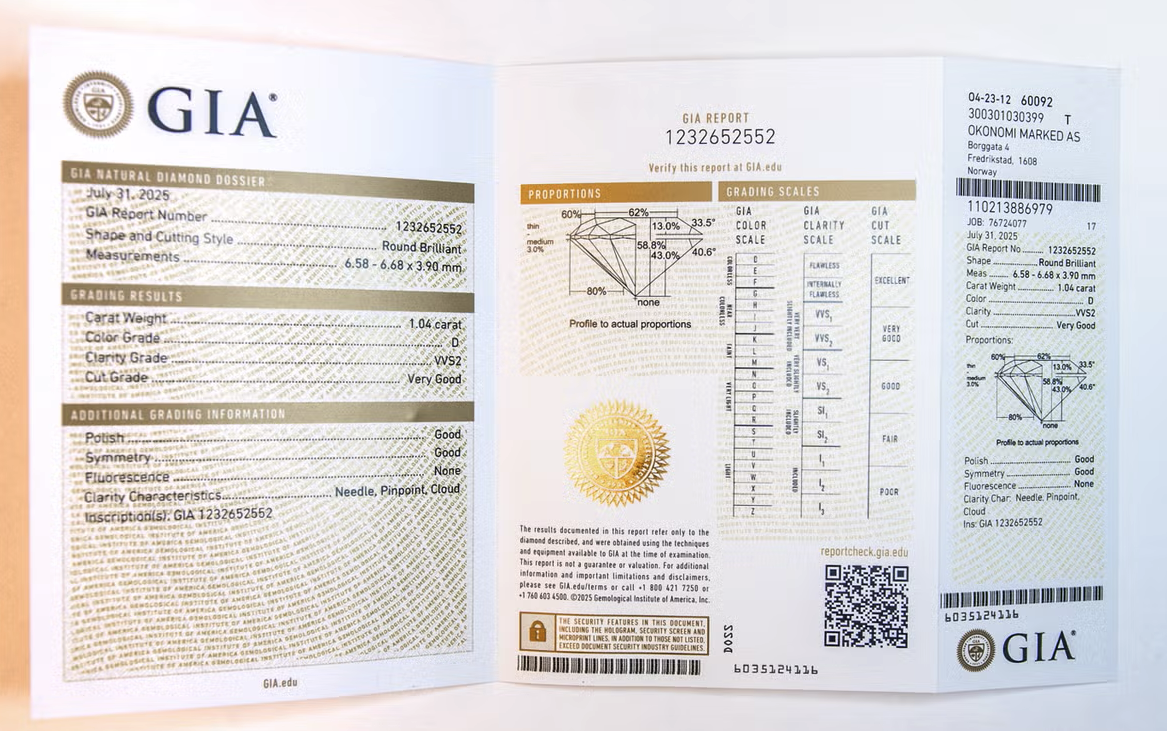 GIA®
GIA NATURAL DIAMOND DOSSIER
July 31, 2025
GIA Report Number 1232652552
Shape and Cutting Style Round Brilliant
Measurements 6.58 - 6.68 x 3.90 mm
GRADING RESULTS
Carat Weight 1.04 carat
Color Grade D
Clarity Grade VVS2
Cut Grade Very Good
ADDITIONAL GRADING INFORMATION
Polish Good
Symmetry Good
Fluorescence None
Clarity Characteristics Needle, Pinpoint, Cloud
Inscription(s): GIA 1232652552
GIA.edu
GIA REPORT
1232652552
Verify this report at GIA.edu
PROPORTIONS
60%
62%
thin
-
medium
3.0%
13.0%
33.5°
58.8%
43.0%
40.6°
80%
none
Profile to actual proportions
The results documented in this report refer only to the
diamond described, and were obtained using the techniques
and equipment available to GIA at the time of examination.
This report is not a guarantee or valuation. For additional
information and important limitations and disclaimers,
please see GIA.edu/terms or call +1 800 421 7250 or
+1 760 603 4500. ©2025 Gemological Institute of America, Inc.
THE SECURITY FEATURES IN THIS DOCUMENT,
INCLUDING THE HOLOGRAM, SECURITY SCREEN AND
MICROPRINT LINES, IN ADDITION TO THOSE NOT LISTED,
EXCEED DOCUMENT SECURITY INDUSTRY GUIDELINES.
GRADING SCALES
GIA
COLOR
SCALE
COLORLESS
D
E
F
NEAR COLORLESS
G
H
I
J
FAINT
K
L
M
VERY LIGHT
N
O
P
Q
R
LIGHT
S
T
U
V
W
X
Y
Z
GIA
CLARITY
SCALE
FLAWLESS
INTERNALLY
FLAWLESS
VERY VERY
SLIGHTLY INCLUDED
VVS1
VVS2
VERY SLIGHTLY
INCLUDED
VS1
VS2
SLIGHTLY
INCLUDED
SI1
SI2
INCLUDED
I1
I2
I3
GIA
CUT
SCALE
EXCELLENT
VERY
GOOD
GOOD
FAIR
POOR
reportcheck.gia.edu
6035124116
04-23-12 60092
300301030399 T
OKONOMI MARKED AS
Borggata 4
Fredrikstad, 1608
Norway
110213886979
JOB: 76724077 17
July 31, 2025
GIA Report No 1232652552
Shape Round Brilliant
Meas 6.58 - 6.68 x 3.90 mm
Carat Weight 1.04 carat
Color D
Clarity VVS2
Cut Very Good
Proportions:
60%
62%
thin
-
medium
3.0%
13.0%
33.5°
58.8%
43.0%
40.6°
80%
none
Profile to actual proportions
Polish Good
Symmetry Good
Fluorescence None
Clarity Char: Needle, Pinpoint,
Cloud
Ins: GIA 1232652552
6035124116
GIA®